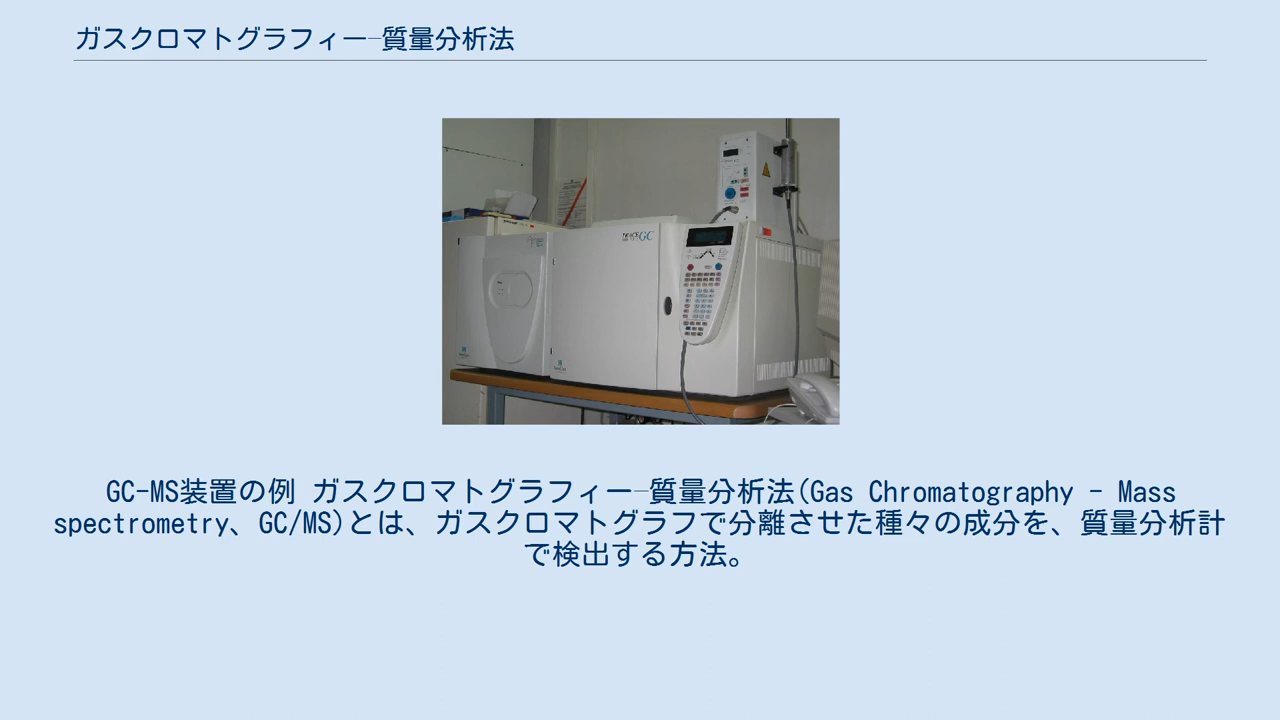 ガスクロマトグラフィー―質量分析法
TRACE GC
GC-MS装置の例 ガスクロマトグラフィー―質量分析法(Gas Chromatography - Mass
spectrometry、GC/MS)とは、ガスクロマトグラフで分離させた種々の成分を、質量分析計
で検出する方法。